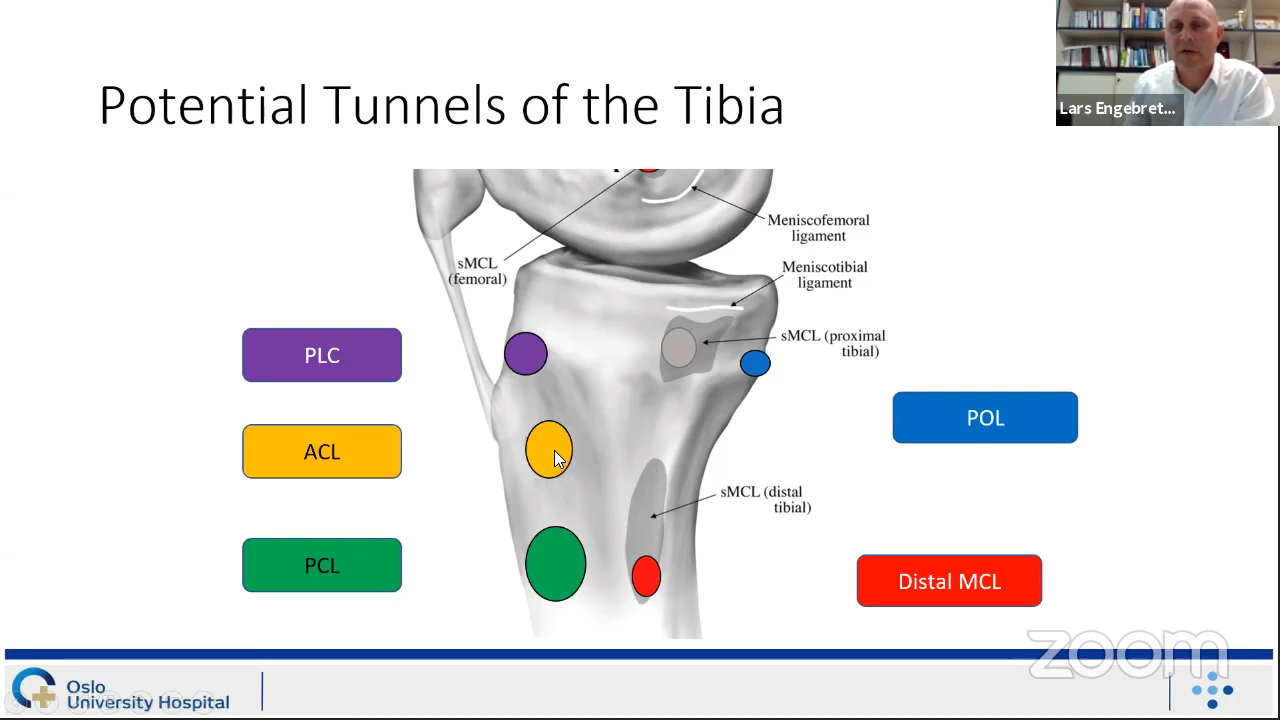 Lars Engebret...
Potential Tunnels of the Tibia
Meniscofemoral
ligament
sMCL
(femoral)
Meniscotibial
ligament
sMCL (proximal
tibial)
PLC
POL
ACL
sMCL (distal
tibial)
PCL
Distal MCL
zoom
Oslo
University Hospital